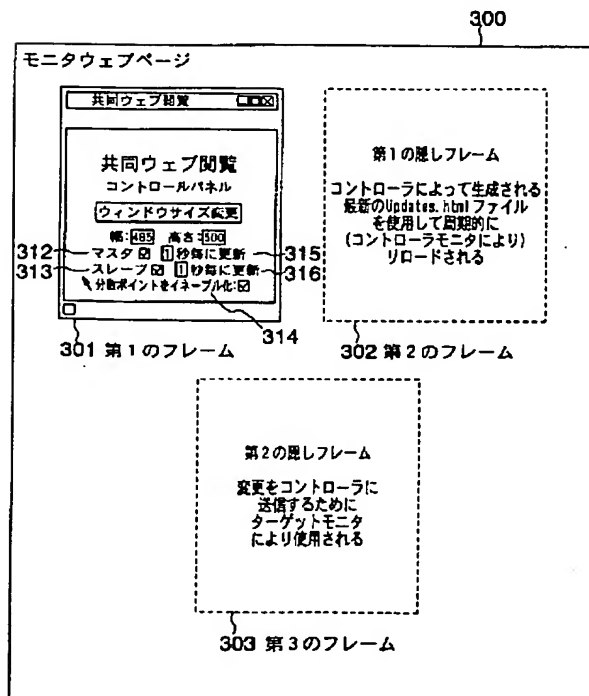 300
モニタウェブページ
共同ウェブ閲覧
共同ウェブ閲覧
コントロールパネル
ウィンドウサイズ変更
幅:485 高さ:500
312 マスタ 1秒毎に更新 315
313 スレーブ 1秒毎に更新 316
分散ポイントをイネーブル化:
314
301 第1のフレーム
第1の隠しフレーム
コントローラによって生成される
最新のUpdates.htmlファイル
を使用して周期的に
(コントローラモニタにより)
リロードされる
302 第2のフレーム
第2の隠しフレーム
変更をコントローラに
送信するために
ターゲットモニタ
により使用される
303 第3のフレーム